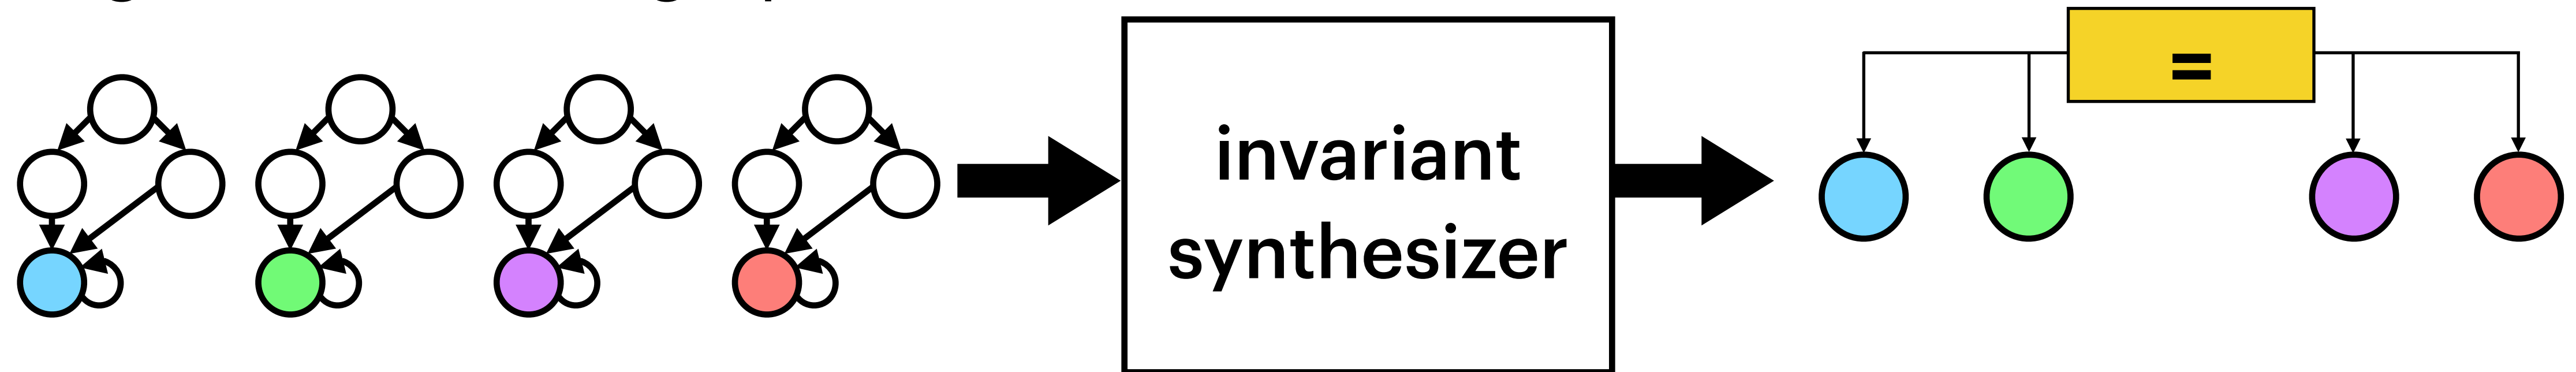 =
invariant
synthesizer